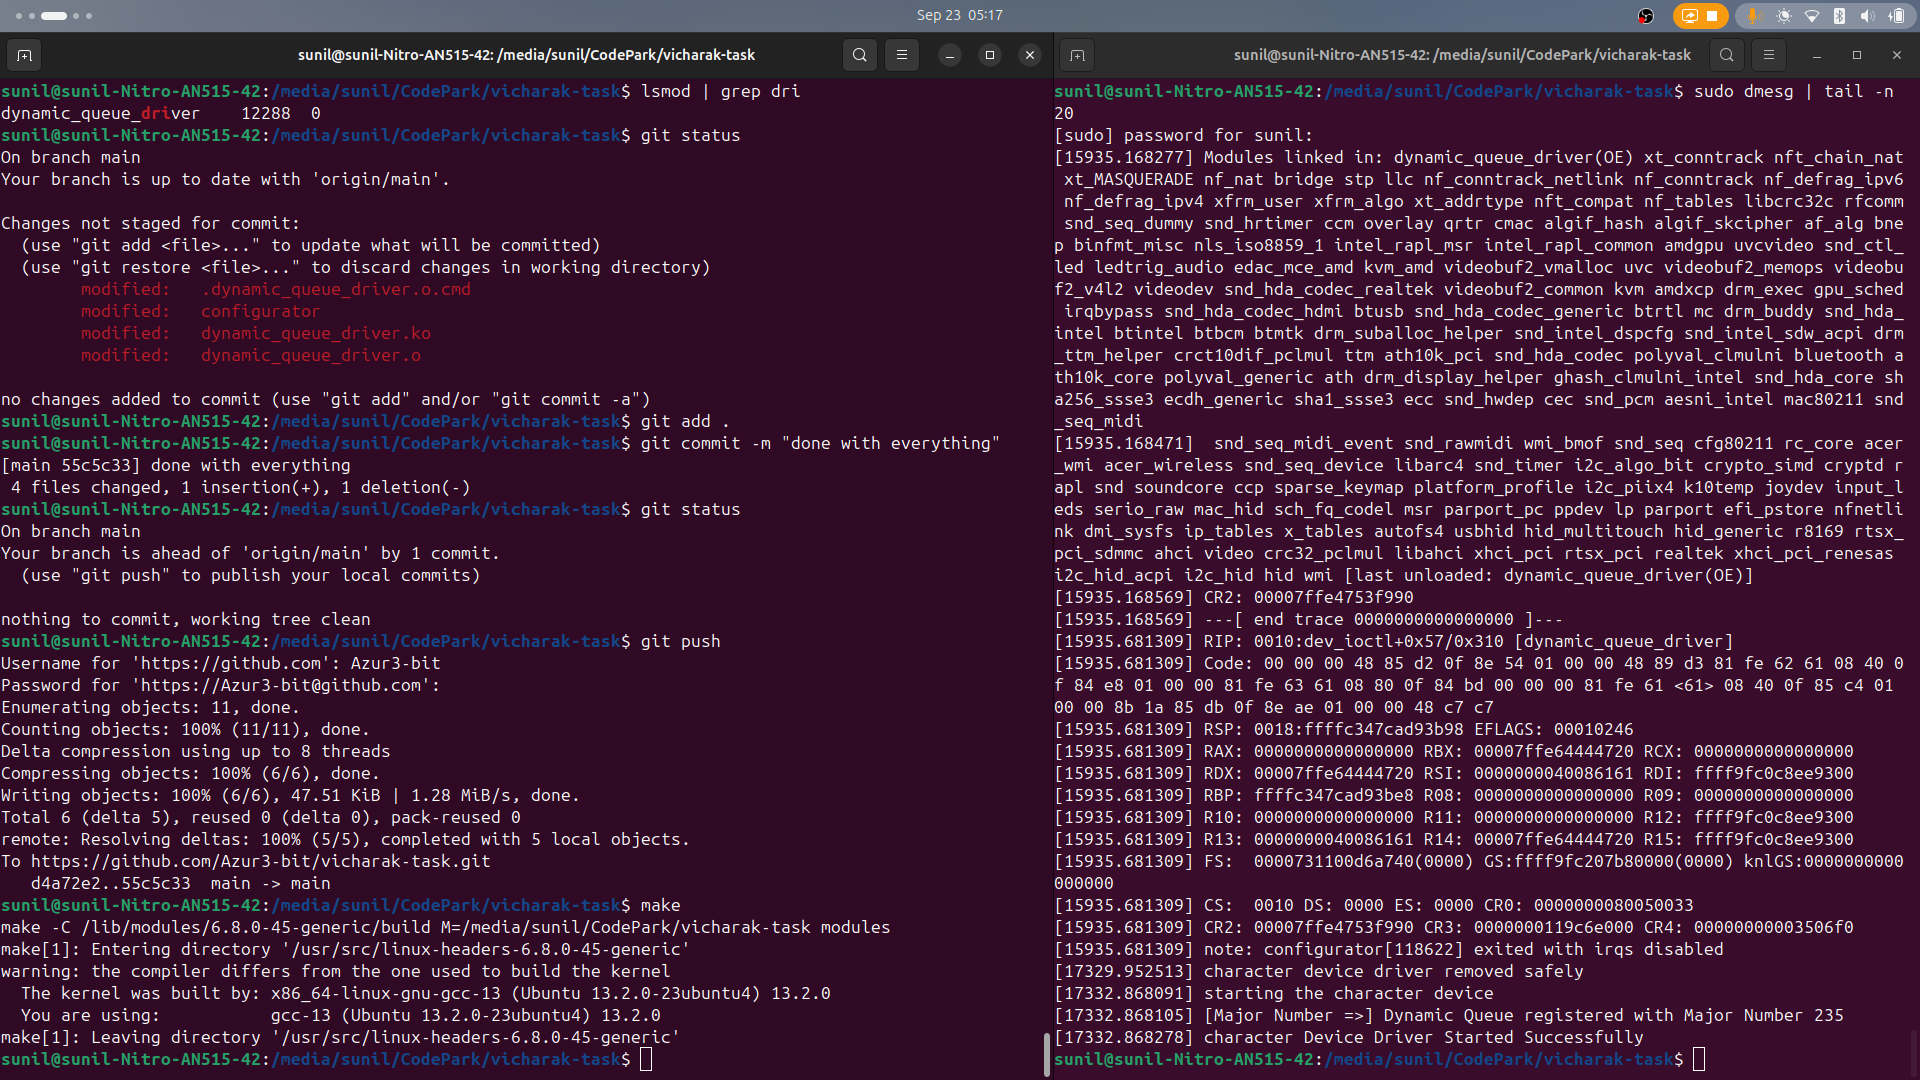 Sep 23 05:17
sunil@sunil-Nitro-AN515-42: /media/sunil/CodePark/vicharak-task
sunil@sunil-Nitro-AN515-42:/media/sunil/CodePark/vicharak-task$ lsmod | grep dri
dynamic_queue_driver    12288  0
sunil@sunil-Nitro-AN515-42:/media/sunil/CodePark/vicharak-task$ git status
On branch main
Your branch is up to date with 'origin/main'.
Changes not staged for commit:
  (use "git add <file>..." to update what will be committed)
  (use "git restore <file>..." to discard changes in working directory)
        modified:   .dynamic_queue_driver.o.cmd
        modified:   configurator
        modified:   dynamic_queue_driver.ko
        modified:   dynamic_queue_driver.o
no changes added to commit (use "git add" and/or "git commit -a")
sunil@sunil-Nitro-AN515-42:/media/sunil/CodePark/vicharak-task$ git add .
sunil@sunil-Nitro-AN515-42:/media/sunil/CodePark/vicharak-task$ git commit -m "done with everything"
[main 55c5c33] done with everything
 4 files changed, 1 insertion(+), 1 deletion(-)
sunil@sunil-Nitro-AN515-42:/media/sunil/CodePark/vicharak-task$ git status
On branch main
Your branch is ahead of 'origin/main' by 1 commit.
  (use "git push" to publish your local commits)
nothing to commit, working tree clean
sunil@sunil-Nitro-AN515-42:/media/sunil/CodePark/vicharak-task$ git push
Username for 'https://github.com': Azur3-bit
Password for 'https://Azur3-bit@github.com':
Enumerating objects: 11, done.
Counting objects: 100% (11/11), done.
Delta compression using up to 8 threads
Compressing objects: 100% (6/6), done.
Writing objects: 100% (6/6), 47.51 KiB | 1.28 MiB/s, done.
Total 6 (delta 5), reused 0 (delta 0), pack-reused 0
remote: Resolving deltas: 100% (5/5), completed with 5 local objects.
To https://github.com/Azur3-bit/vicharak-task.git
   d4a72e2..55c5c33  main -> main
sunil@sunil-Nitro-AN515-42:/media/sunil/CodePark/vicharak-task$ make
make -C /lib/modules/6.8.0-45-generic/build M=/media/sunil/CodePark/vicharak-task modules
make[1]: Entering directory '/usr/src/linux-headers-6.8.0-45-generic'
warning: the compiler differs from the one used to build the kernel
  The kernel was built by: x86_64-linux-gnu-gcc-13 (Ubuntu 13.2.0-23ubuntu4) 13.2.0
  You are using:           gcc-13 (Ubuntu 13.2.0-23ubuntu4) 13.2.0
make[1]: Leaving directory '/usr/src/linux-headers-6.8.0-45-generic'
sunil@sunil-Nitro-AN515-42:/media/sunil/CodePark/vicharak-task$
sunil@sunil-Nitro-AN515-42: /media/sunil/CodePark/vicharak-task
sunil@sunil-Nitro-AN515-42:/media/sunil/CodePark/vicharak-task$ sudo dmesg | tail -n
20
[sudo] password for sunil:
[15935.168277] Modules linked in: dynamic_queue_driver(OE) xt_conntrack nft_chain_nat
 xt_MASQUERADE nf_nat bridge stp llc nf_conntrack_netlink nf_conntrack nf_defrag_ipv6
 nf_defrag_ipv4 xfrm_user xfrm_algo xt_addrtype nft_compat nf_tables libcrc32c rfcomm
 snd_seq_dummy snd_hrtimer ccm overlay qrtr cmac algif_hash algif_skcipher af_alg bne
p binfmt_misc nls_iso8859_1 intel_rapl_msr intel_rapl_common amdgpu uvcvideo snd_ctl_
led ledtrig_audio edac_mce_amd kvm_amd videobuf2_vmalloc uvc videobuf2_memops videobu
f2_v4l2 videodev snd_hda_codec_realtek videobuf2_common kvm amdxcp drm_exec gpu_sched
 irqbypass snd_hda_codec_hdmi btusb snd_hda_codec_generic btrtl mc drm_buddy snd_hda_
intel btintel btbcm btmtk drm_suballoc_helper snd_intel_dspcfg snd_intel_sdw_acpi drm
_ttm_helper crct10dif_pclmul ttm ath10k_pci snd_hda_codec polyval_clmulni bluetooth a
th10k_core polyval_generic ath drm_display_helper ghash_clmulni_intel snd_hda_core sh
a256_ssse3 ecdh_generic sha1_ssse3 ecc snd_hwdep cec snd_pcm aesni_intel mac80211 snd
_seq_midi
[15935.168471]  snd_seq_midi_event snd_rawmidi wmi_bmof snd_seq cfg80211 rc_core acer
_wmi acer_wireless snd_seq_device libarc4 snd_timer i2c_algo_bit crypto_simd cryptd r
apl snd soundcore ccp sparse_keymap platform_profile i2c_piix4 k10temp joydev input_l
eds serio_raw mac_hid sch_fq_codel msr parport_pc ppdev lp parport efi_pstore nfnetli
nk dmi_sysfs ip_tables x_tables autofs4 usbhid hid_multitouch hid_generic r8169 rtsx_
pci_sdmmc ahci video crc32_pclmul libahci xhci_pci rtsx_pci realtek xhci_pci_renesas
i2c_hid_acpi i2c_hid hid wmi [last unloaded: dynamic_queue_driver(OE)]
[15935.168569] CR2: 00007ffe4753f990
[15935.168569] ---[ end trace 0000000000000000 ]---
[15935.681309] RIP: 0010:dev_ioctl+0x57/0x310 [dynamic_queue_driver]
[15935.681309] Code: 00 00 00 48 85 d2 0f 8e 54 01 00 00 48 89 d3 81 fe 62 61 08 40 0
f 84 e8 01 00 00 81 fe 63 61 08 80 0f 84 bd 00 00 00 81 fe 61 <61> 08 40 0f 85 c4 01
00 00 8b 1a 85 db 0f 8e ae 01 00 00 48 c7 c7
[15935.681309] RSP: 0018:ffffc347cad93b98 EFLAGS: 00010246
[15935.681309] RAX: 0000000000000000 RBX: 00007ffe64444720 RCX: 0000000000000000
[15935.681309] RDX: 00007ffe64444720 RSI: 0000000040086161 RDI: ffff9fc0c8ee9300
[15935.681309] RBP: ffffc347cad93be8 R08: 0000000000000000 R09: 0000000000000000
[15935.681309] R10: 0000000000000000 R11: 0000000000000000 R12: ffff9fc0c8ee9300
[15935.681309] R13: 0000000040086161 R14: 00007ffe64444720 R15: ffff9fc0c8ee9300
[15935.681309] FS:  0000731100d6a740(0000) GS:ffff9fc207b80000(0000) knlGS:0000000000
000000
[15935.681309] CS:  0010 DS: 0000 ES: 0000 CR0: 0000000080050033
[15935.681309] CR2: 00007ffe4753f990 CR3: 0000000119c6e000 CR4: 00000000003506f0
[15935.681309] note: configurator[118622] exited with irqs disabled
[17329.952513] character device driver removed safely
[17332.868091] starting the character device
[17332.868105] [Major Number =>] Dynamic Queue registered with Major Number 235
[17332.868278] character Device Driver Started Successfully
sunil@sunil-Nitro-AN515-42:/media/sunil/CodePark/vicharak-task$